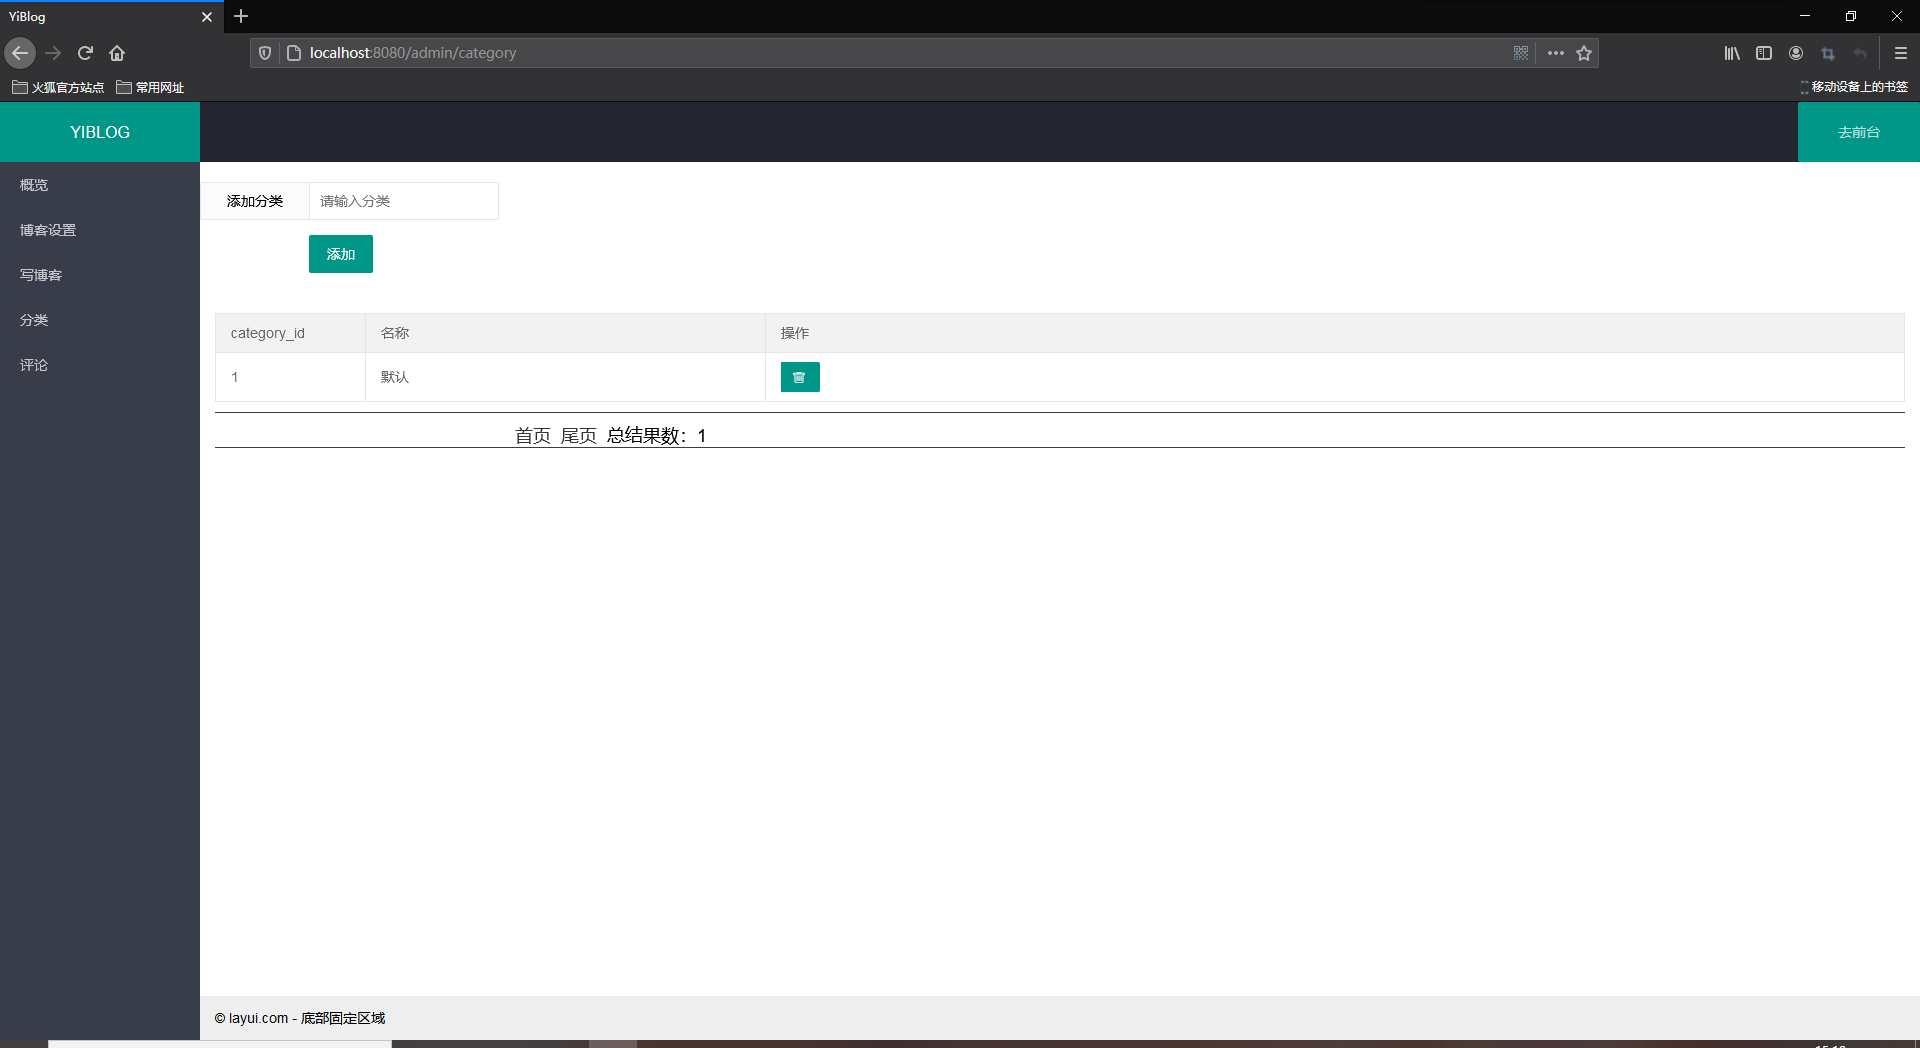 YiBlog
localhost:8080/admin/category
火狐官方站点 常用网址 移动设备上的书签
YIBLOG 去前台
概览
博客设置
写博客
分类
评论
添加分类 请输入分类
添加
category_id 名称 操作
1 默认
首页 尾页 总结果数：1
© layui.com - 底部固定区域